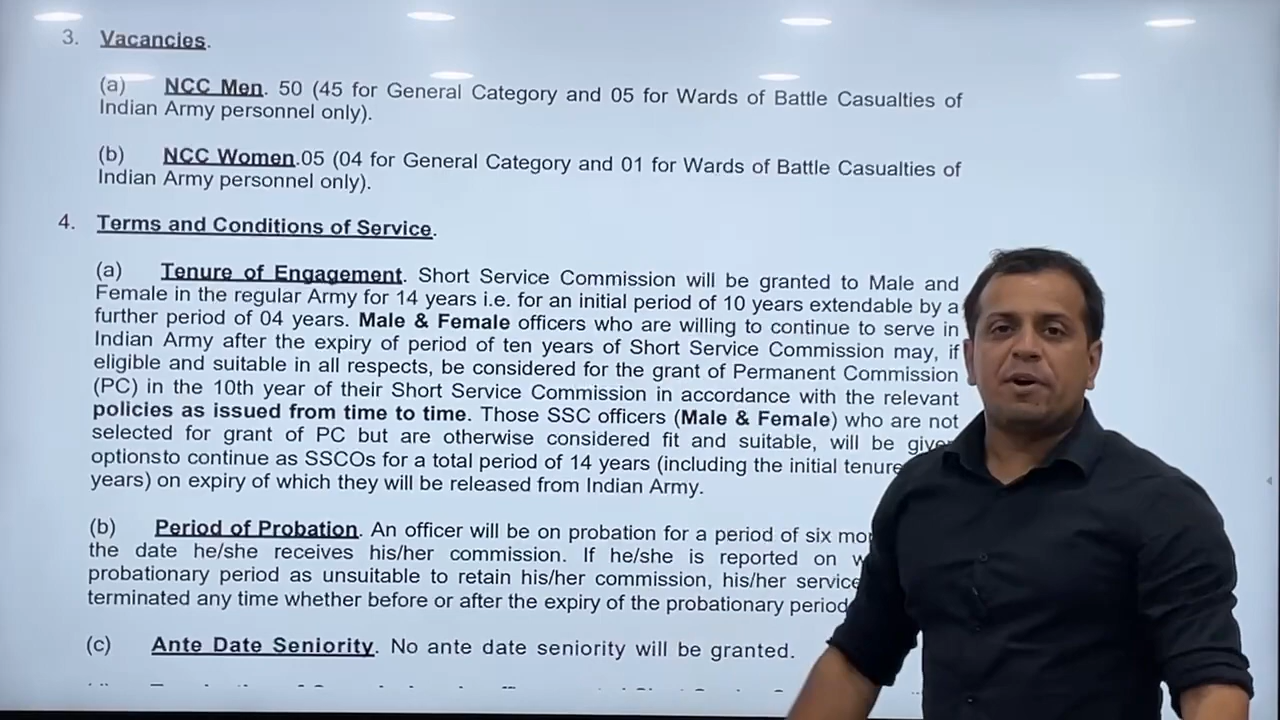 3. Vacancies.
(a) NCC Men. 50 (45 for General Category and 05 for Wards of Battle Casualties of
Indian Army personnel only).
(b) NCC Women.05 (04 for General Category and 01 for Wards of Battle Casualties of
Indian Army personnel only).
4. Terms and Conditions of Service.
(a) Tenure of Engagement. Short Service Commission will be granted to Male and
Female in the regular Army for 14 years i.e. for an initial period of 10 years extendable by a
further period of 04 years. Male & Female officers who are willing to continue to serve in
Indian Army after the expiry of period of ten years of Short Service Commission may, if
eligible and suitable in all respects, be considered for the grant of Permanent Commission
(PC) in the 10th year of their Short Service Commission in accordance with the relevant
policies as issued from time to time. Those SSC officers (Male & Female) who are not
selected for grant of PC but are otherwise considered fit and suitable, will be
optionsto continue as SSCOs for a total period of 14 years (including the initial tenure
years) on expiry of which they will be released from Indian Army.
(b) Period of Probation. An officer will be on probation for a period of six
the date he/she receives his/her commission. If he/she is reported on
probationary period as unsuitable to retain his/her commission, his/her
terminated any time whether before or after the expiry of the probationary period
(c) Ante Date Seniority. No ante date seniority will be granted.